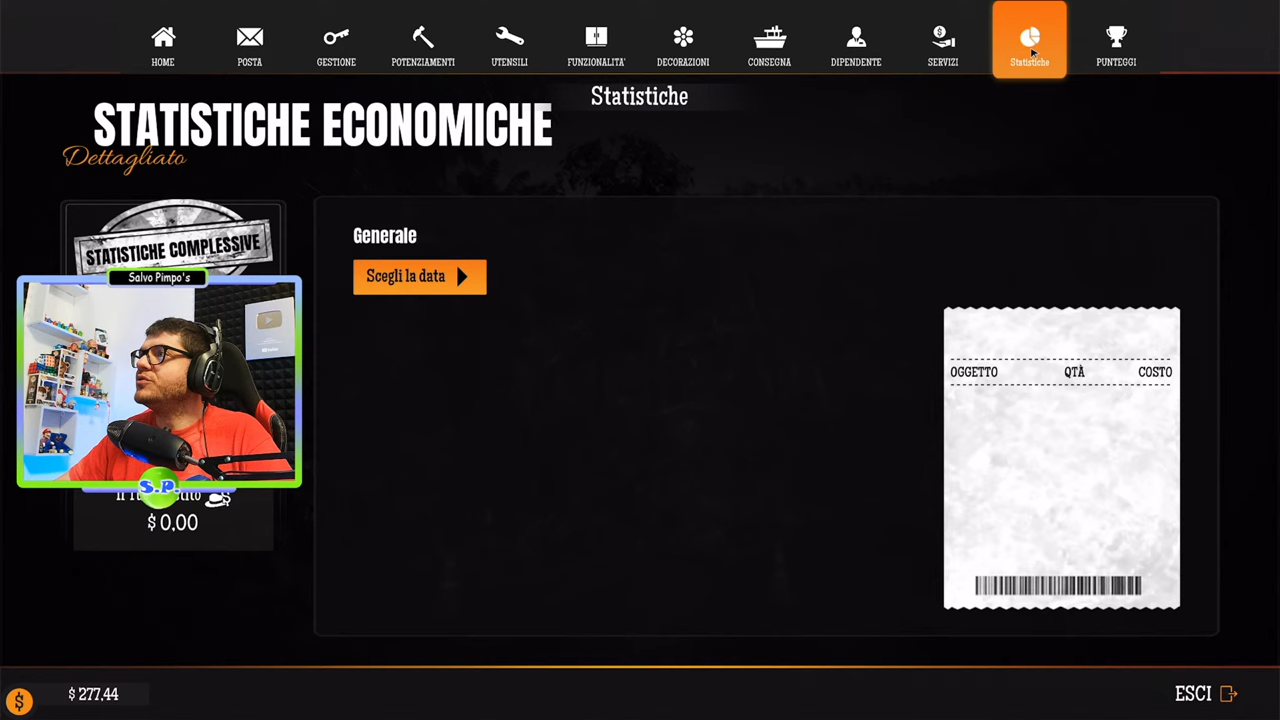 HOME
POSTA
GESTIONE
POTENZIAMENTI
UTENSILI
FUNZIONALITA'
DECORAZIONI
CONSEGNA
DIPENDENTE
SERVIZI
Statistiche
PUNTEGGI
Statistiche
STATISTICHE ECONOMICHE
Dettagliato
STATISTICHE COMPLESSIVE
Salvo Pimpo's
S.P.
$ 0,00
Generale
Scegli la data
OGGETTO QTÀ COSTO
$ 277,44
ESCI